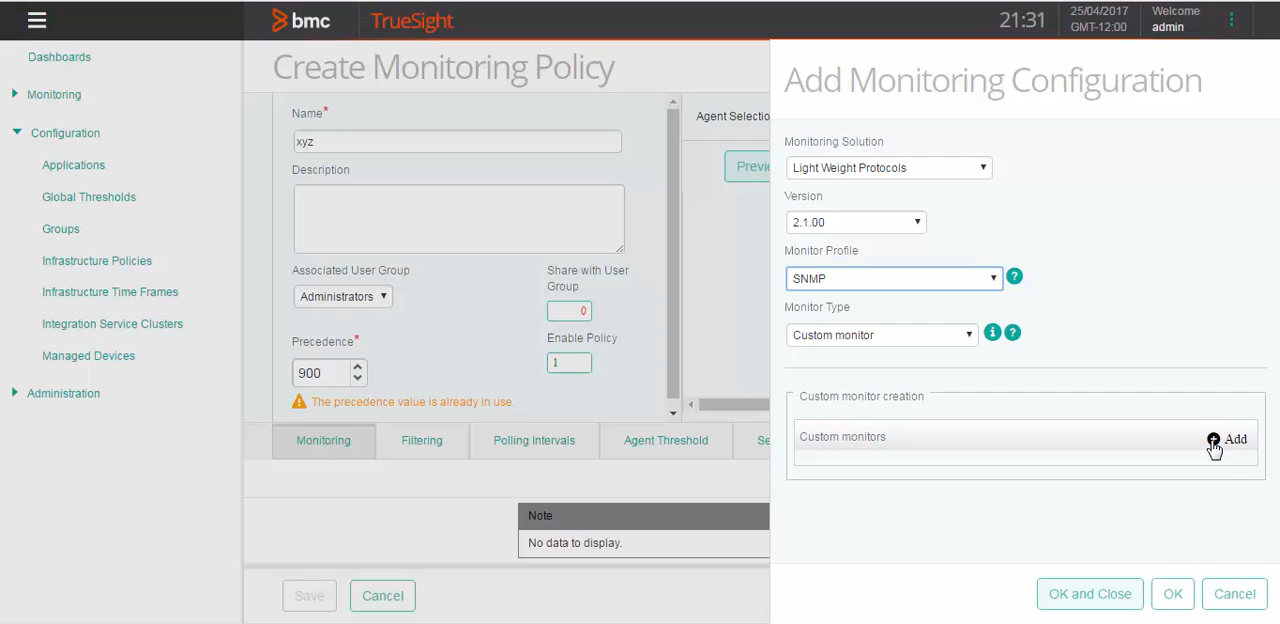 bmc
TrueSight
21:31
25/04/2017
GMT-12:00
Welcome
admin
Dashboards
Monitoring
Configuration
Applications
Global Thresholds
Groups
Infrastructure Policies
Infrastructure Time Frames
Integration Service Clusters
Managed Devices
Administration
Create Monitoring Policy
Name*
xyz
Description
Associated User Group
Administrators
Share with User
Group
0
Precedence*
900
Enable Policy
1
The precedence value is already in use.
Agent Selectio
Previe
Monitoring
Filtering
Polling Intervals
Agent Threshold
Se
Note
No data to display.
Save
Cancel
Add Monitoring Configuration
Monitoring Solution
Light Weight Protocols
Version
2.1.00
Monitor Profile
SNMP
?
Monitor Type
Custom monitor
i ?
Custom monitor creation
Custom monitors
Add
OK and Close
OK
Cancel